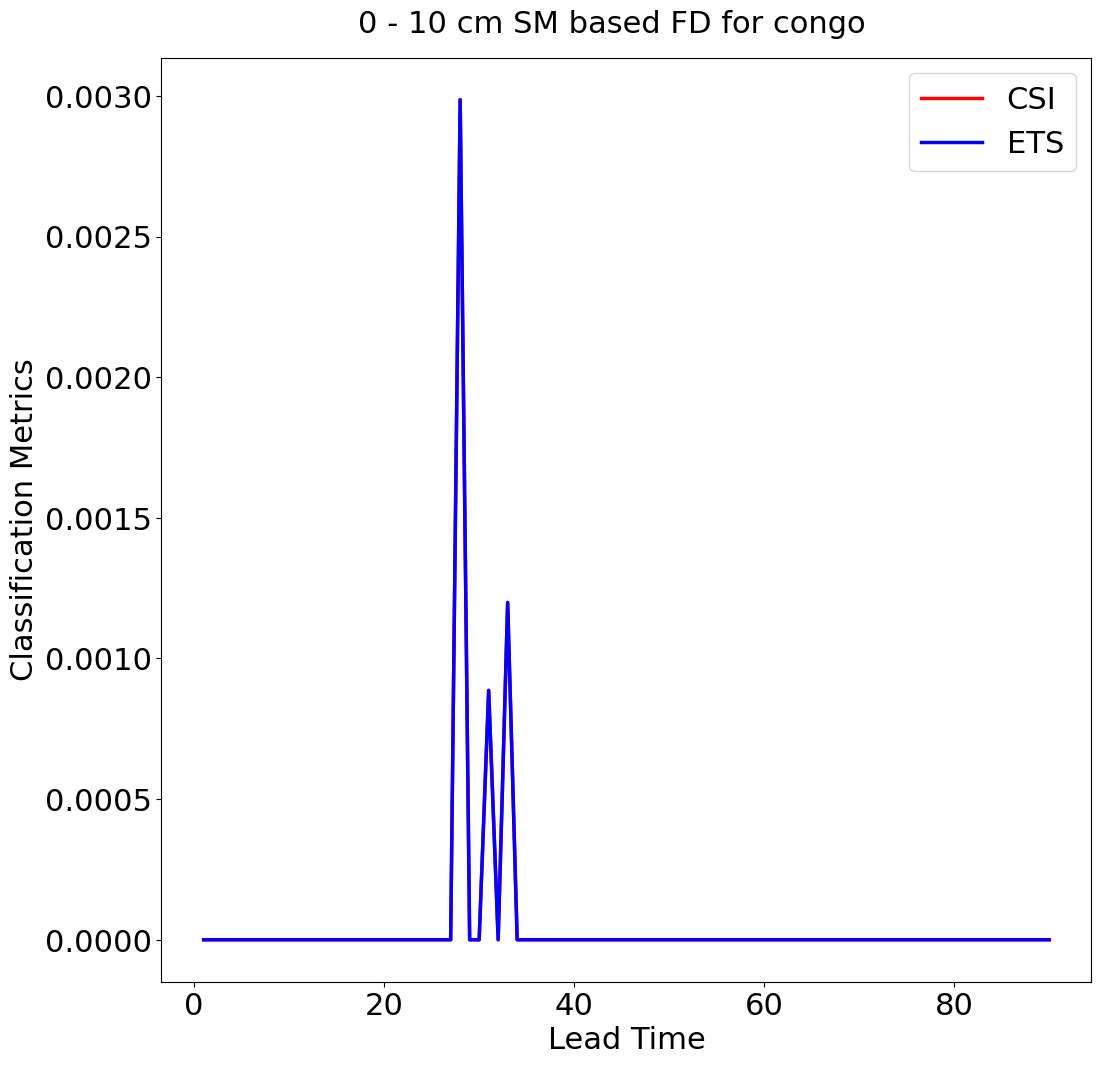 0 - 10 cm SM based FD for congo
CSI
ETS
Classification Metrics
0.0030
0.0025
0.0020
0.0015
0.0010
0.0005
0.0000
0 20 40 60 80
Lead Time